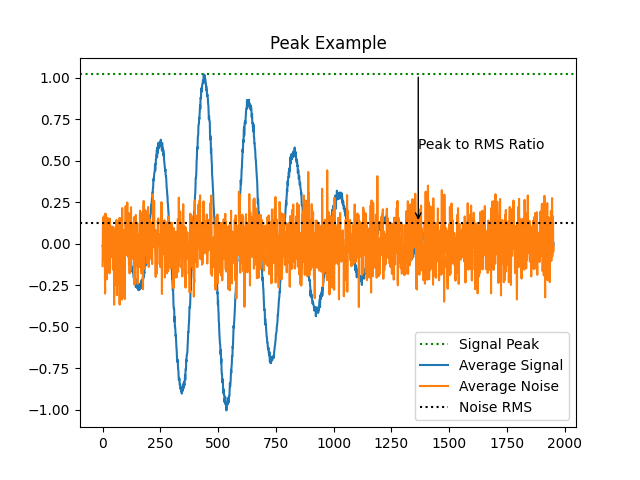 Peak Example
1.00
0.75
0.50
0.25
0.00
−0.25
−0.50
−0.75
−1.00
Peak to RMS Ratio
Signal Peak
Average Signal
Average Noise
Noise RMS
0 250 500 750 1000 1250 1500 1750 2000